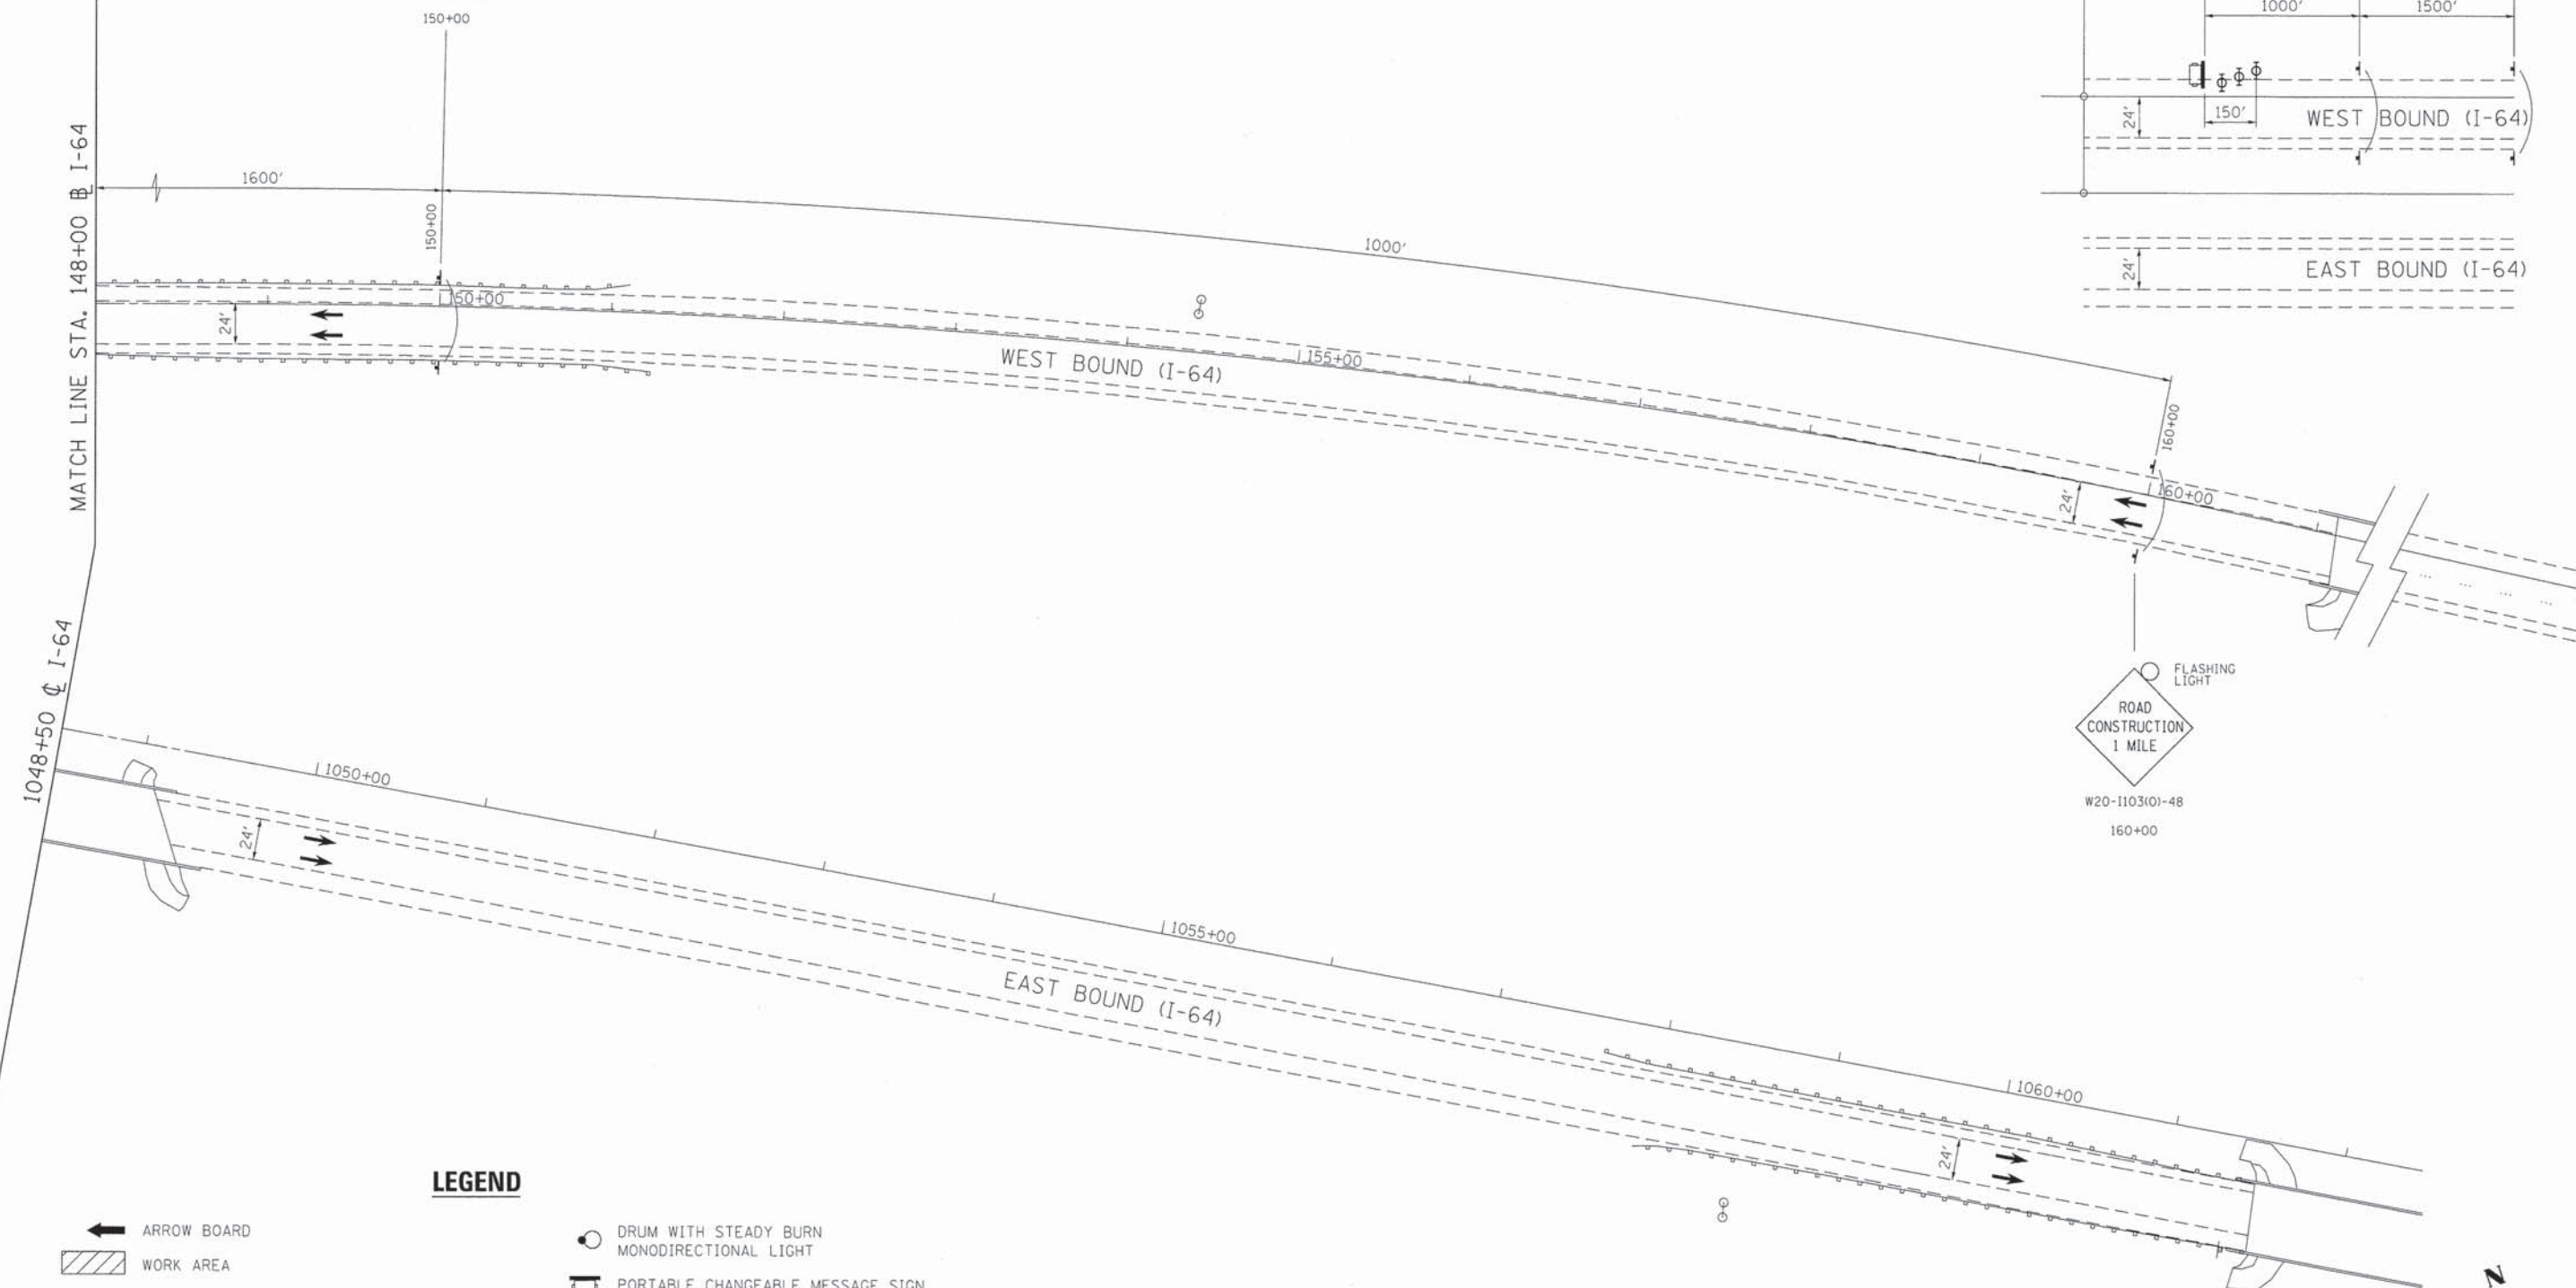 150+00
1000'
1500'
150'
24'
WEST BOUND (I-64)
24'
EAST BOUND (I-64)
MATCH LINE STA. 148+00 B I-64
1048+50 ℄ I-64
1600'
150+00
1000'
150+00
24'
WEST BOUND (I-64)
155+00
160+00
160+00
24'
FLASHING
LIGHT
ROAD
CONSTRUCTION
1 MILE
W20-I103(O)-48
160+00
1050+00
24'
1055+00
EAST BOUND (I-64)
1060+00
24'
LEGEND
ARROW BOARD
WORK AREA
DRUM WITH STEADY BURN
MONODIRECTIONAL LIGHT
PORTABLE CHANGEABLE MESSAGE SIGN
N